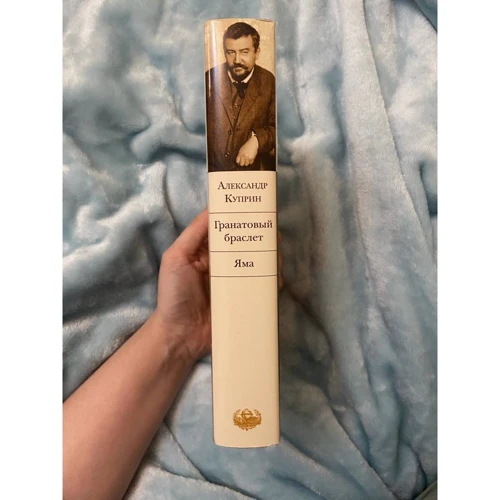 Александр
Куприн
Гранатовый
браслет
Яма